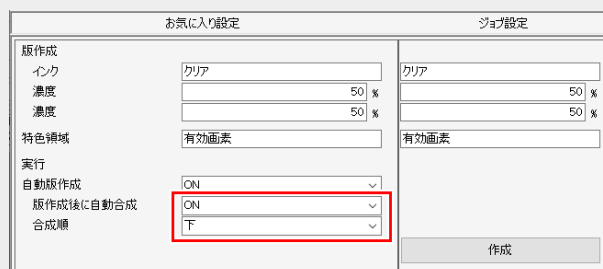 お気に入り設定 ジョブ設定
版作成
インク クリア クリア
濃度 50 % 50 %
濃度 50 % 50 %
特色領域 有効画素 有効画素
実行
自動版作成 ON
版作成後に自動合成 ON
合成順 下
作成